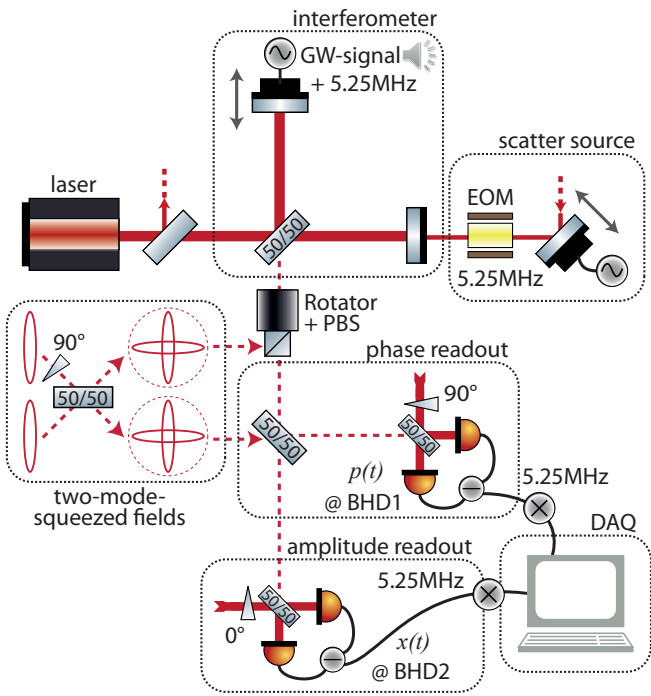 interferometer
GW-signal
+ 5.25MHz
scatter source
laser
EOM
50/50
5.25MHz
Rotator
+ PBS
90°
phase readout
50/50
90°
50/50
50/50
p(t)
@ BHD1
−
5.25MHz
×
two-mode-
squeezed fields
DAQ
amplitude readout
5.25MHz
50/50
×
0°
x(t)
−
@ BHD2